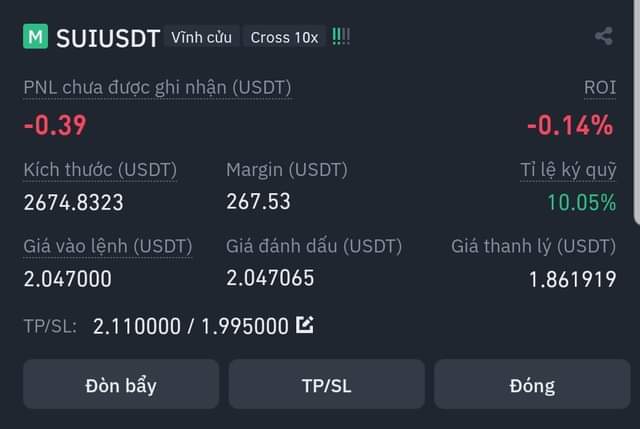 M SUIUSDT Vĩnh cửu Cross 10x
PNL chưa được ghi nhận (USDT) ROI
-0.39 -0.14%
Kích thước (USDT) Margin (USDT) Tỉ lệ ký quỹ
2674.8323 267.53 10.05%
Giá vào lệnh (USDT) Giá đánh dấu (USDT) Giá thanh lý (USDT)
2.047000 2.047065 1.861919
TP/SL: 2.110000 / 1.995000
Đòn bẩy TP/SL Đóng